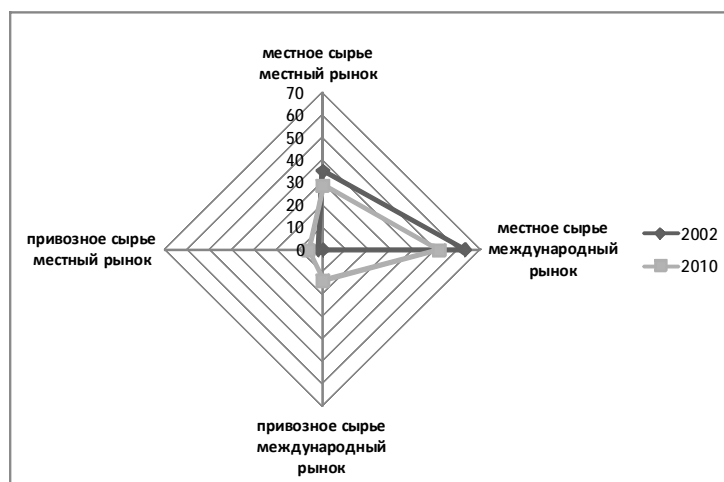 местное сырье
местный рынок
70
60
50
40
30
20
10
0
привозное сырье
местный рынок
местное сырье
международный
рынок
2002
2010
привозное сырье
международный
рынок